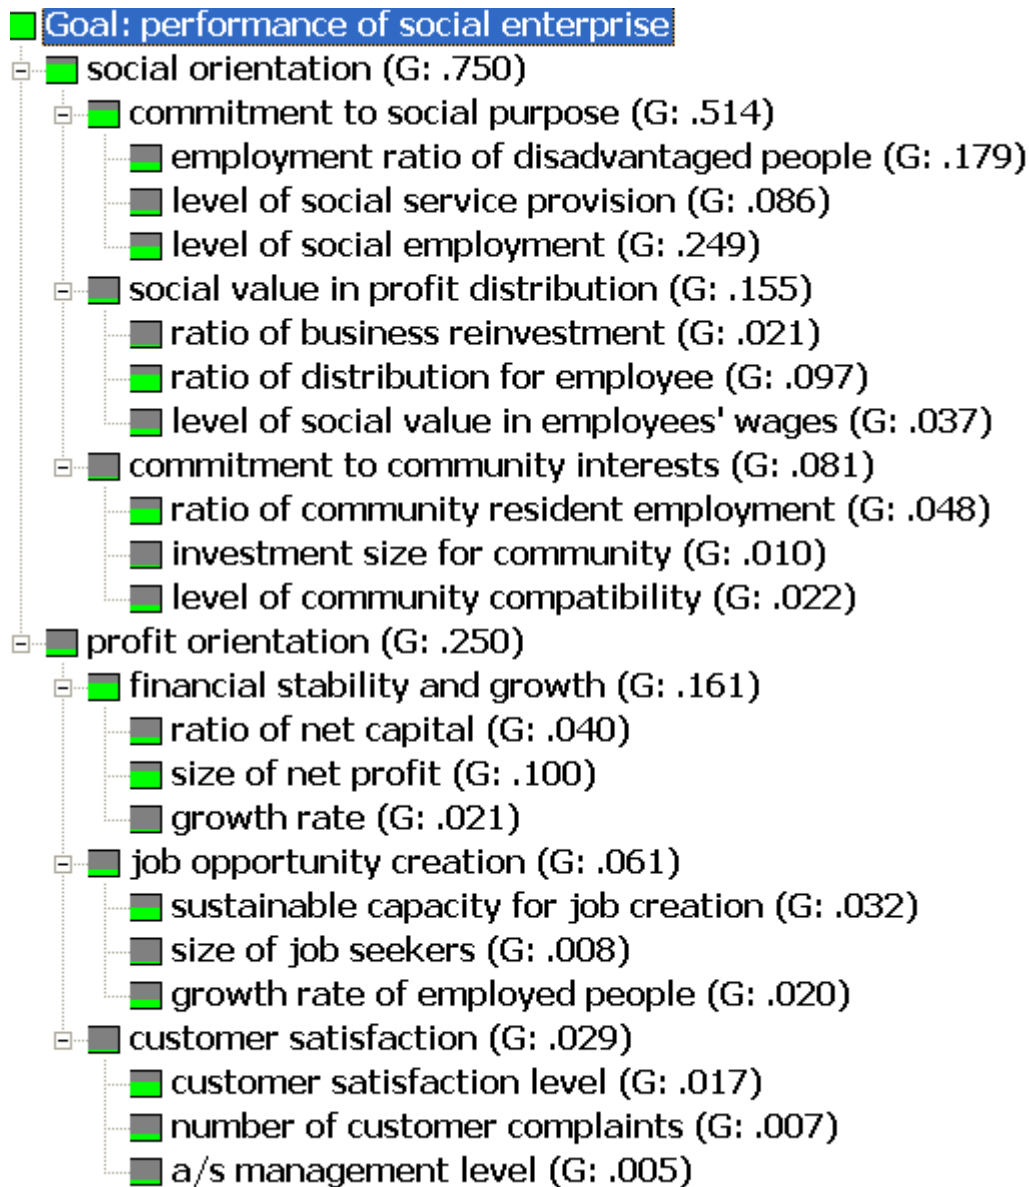 Goal: performance of social enterprise
social orientation (G: .750)
commitment to social purpose (G: .514)
employment ratio of disadvantaged people (G: .179)
level of social service provision (G: .086)
level of social employment (G: .249)
social value in profit distribution (G: .155)
ratio of business reinvestment (G: .021)
ratio of distribution for employee (G: .097)
level of social value in employees' wages (G: .037)
commitment to community interests (G: .081)
ratio of community resident employment (G: .048)
investment size for community (G: .010)
level of community compatibility (G: .022)
profit orientation (G: .250)
financial stability and growth (G: .161)
ratio of net capital (G: .040)
size of net profit (G: .100)
growth rate (G: .021)
job opportunity creation (G: .061)
sustainable capacity for job creation (G: .032)
size of job seekers (G: .008)
growth rate of employed people (G: .020)
customer satisfaction (G: .029)
customer satisfaction level (G: .017)
number of customer complaints (G: .007)
a/s management level (G: .005)